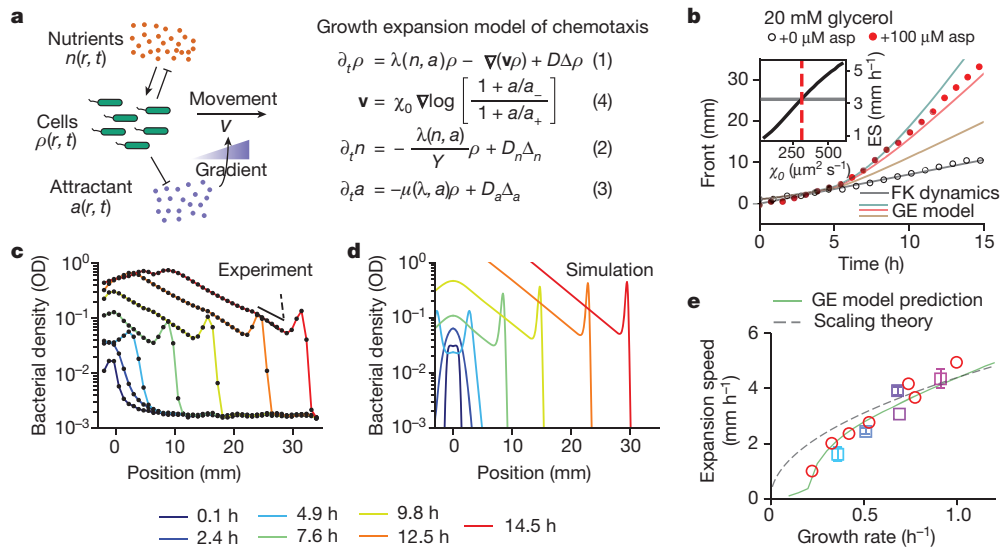 a
Nutrients
n(r, t)
Cells
ρ(r, t)
Attractant
a(r, t)
Movement
v
Gradient
Growth expansion model of chemotaxis
∂tρ = λ(n, a)ρ − ∇(vρ) + DΔρ (1)
v = χ0 ∇log [ 1 + a/a− / 1 + a/a+ ] (4)
∂tn = − λ(n, a) / Y ρ + DnΔn (2)
∂ta = −μ(λ, a)ρ + DaΔa (3)
b
20 mM glycerol
+0 μM asp +100 μM asp
Front (mm)
30
20
10
0
0 5 10 15
Time (h)
ES (mm h⁻¹)
5
3
1
250 500
χ0 (μm² s⁻¹)
FK dynamics
GE model
c
Experiment
Bacterial density (OD)
10⁰
10⁻¹
10⁻²
10⁻³
0 10 20 30
Position (mm)
d
Simulation
Bacterial density (OD)
10⁰
10⁻¹
10⁻²
10⁻³
0 10 20 30
Position (mm)
0.1 h 4.9 h 9.8 h 14.5 h
2.4 h 7.6 h 12.5 h
e
GE model prediction
Scaling theory
Expansion speed
(mm h⁻¹)
6
4
2
0
0 0.5 1.0
Growth rate (h⁻¹)